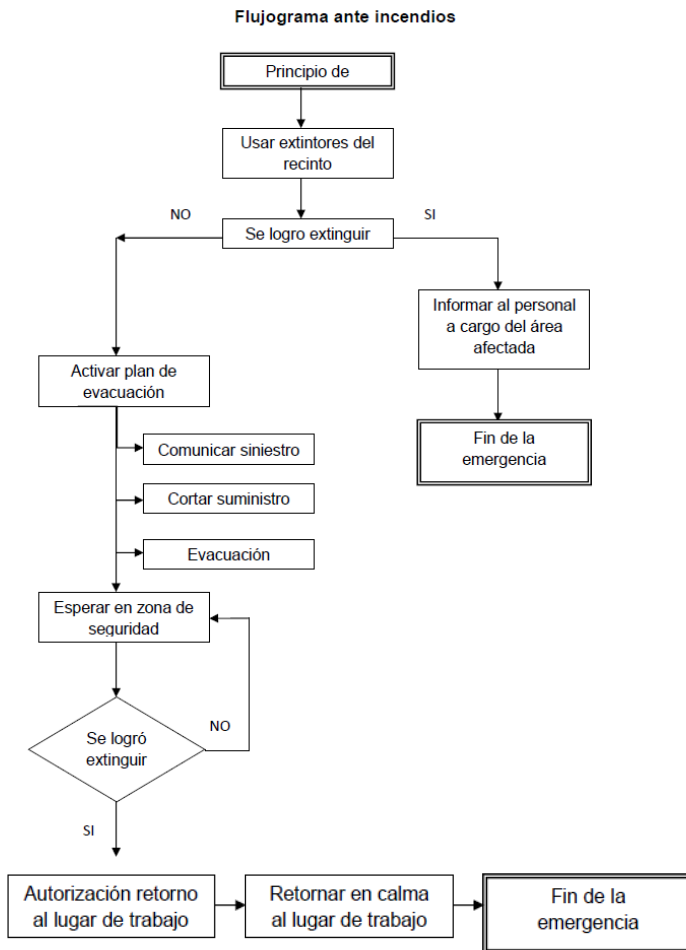 Flujograma ante incendios
Principio de
Usar extintores del
recinto
NO
SI
Se logro extinguir
Informar al personal
a cargo del área
afectada
Activar plan de
evacuación
Fin de la
emergencia
Comunicar siniestro
Cortar suministro
Evacuación
Esperar en zona de
seguridad
NO
Se logró
extinguir
SI
Autorización retorno
al lugar de trabajo
Retornar en calma
al lugar de trabajo
Fin de la
emergencia